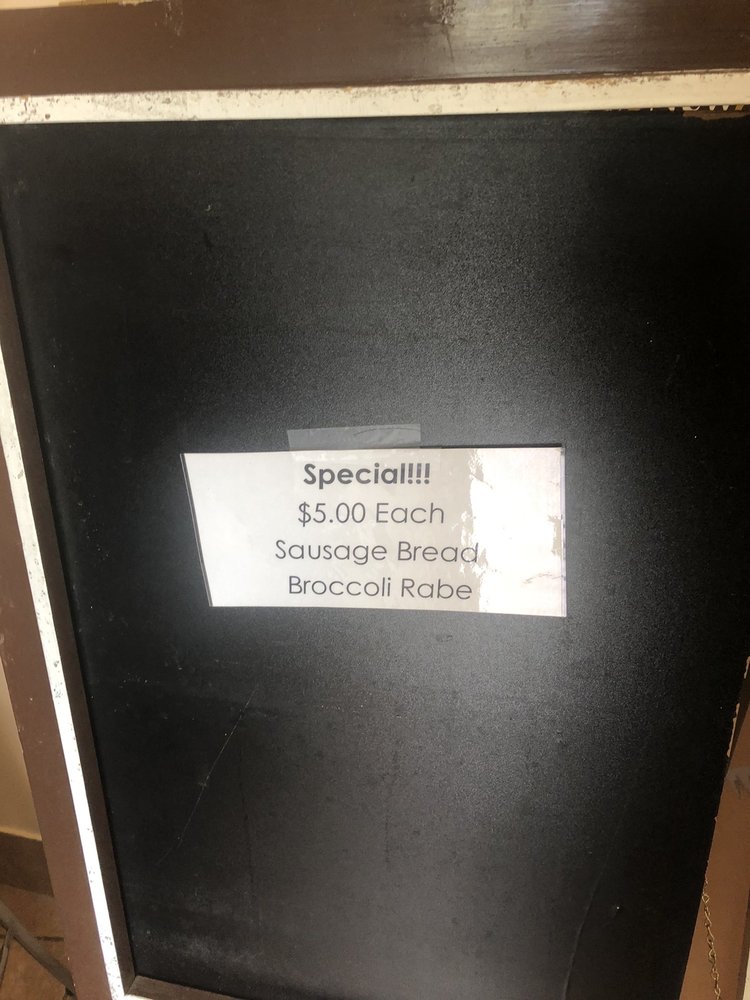 Special!!!
$5.00 Each
Sausage Bread
Broccoli Rabe